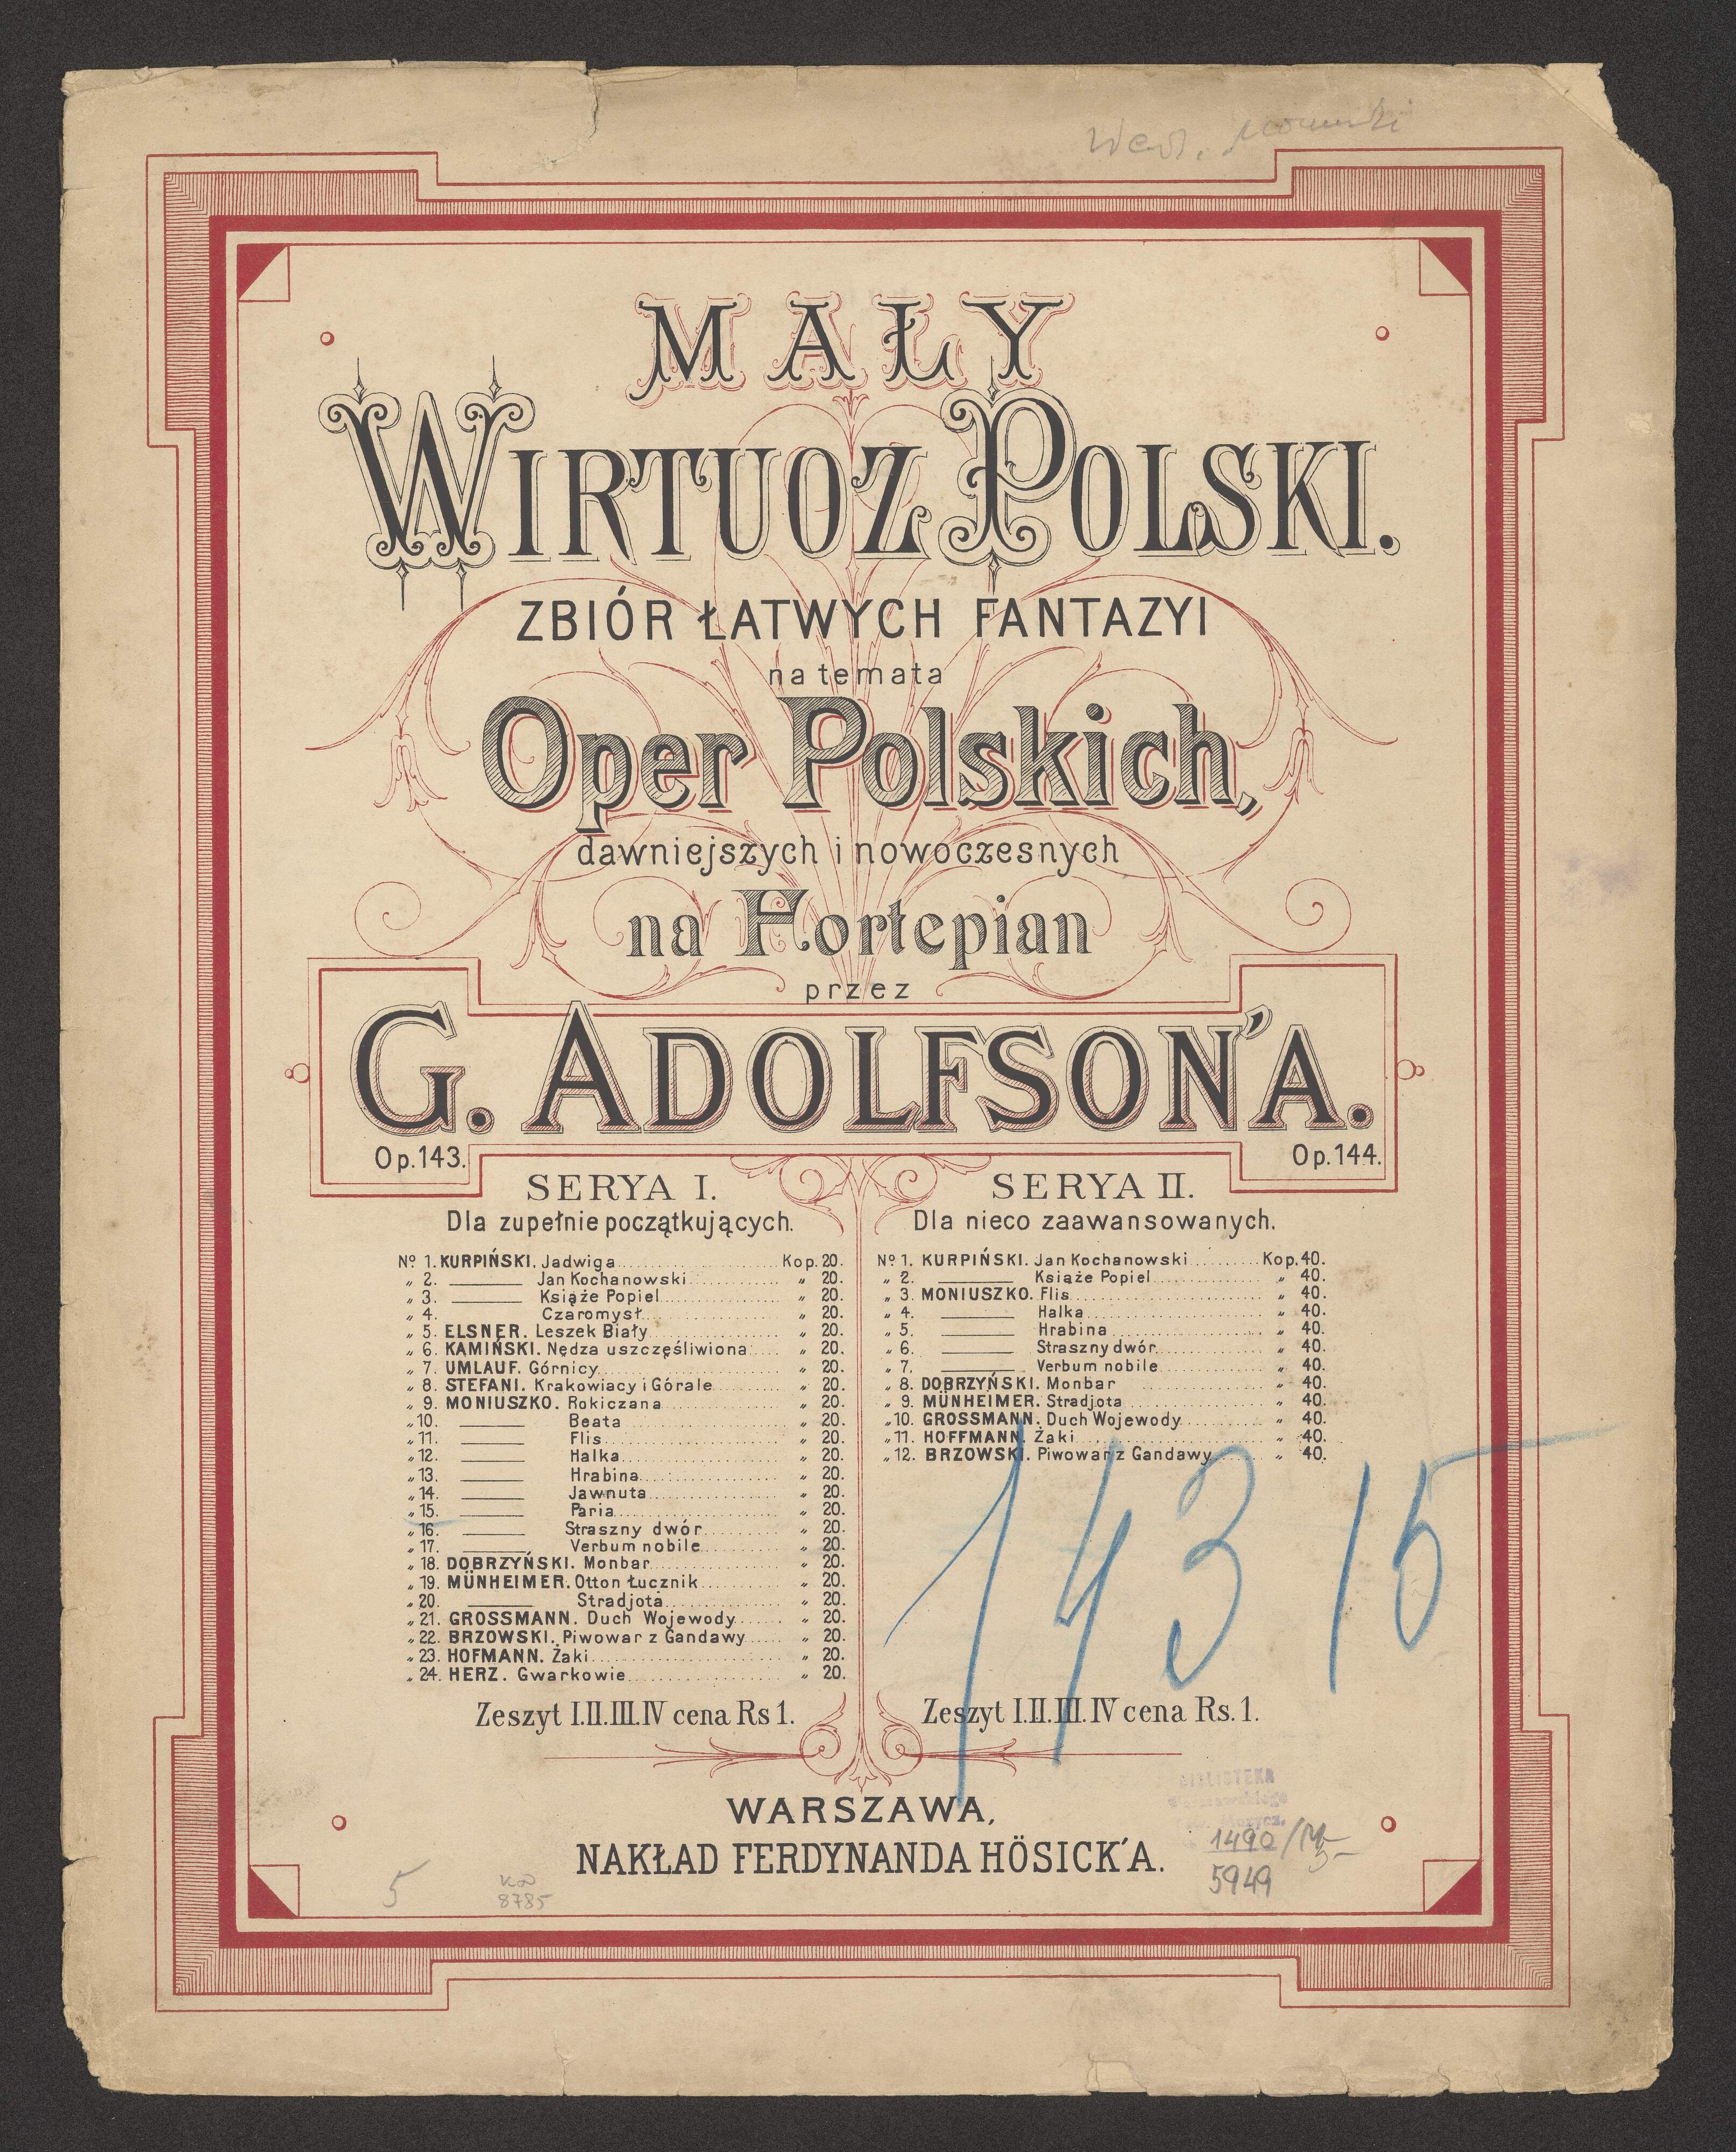 MAŁY
WIRTUOZ POLSKI.
ZBIÓR ŁATWYCH FANTAZYI
na temata
Oper Polskich,
dawniejszych i nowoczesnych
na Fortepian
przez
G. ADOLFSON'A.
Op.143.
Op.144.
SERYA I.
Dla zupełnie początkujących.
No 1. KURPIŃSKI. Jadwiga Kop. 20.
" 2. ——— Jan Kochanowski " 20.
" 3. ——— Książe Popiel " 20.
" 4. Czaromysł " 20.
" 5. ELSNER. Leszek Biały " 20.
" 6. KAMIŃSKI. Nędza uszczęśliwiona " 20.
" 7. UMLAUF. Górnicy " 20.
" 8. STEFANI. Krakowiacy i Górale " 20.
" 9. MONIUSZKO. Rokiczana " 20.
" 10. ——— Beata " 20.
" 11. ——— Flis " 20.
" 12. ——— Halka " 20.
" 13. ——— Hrabina " 20.
" 14. ——— Jawnuta " 20.
" 15. ——— Paria " 20.
" 16. ——— Straszny dwór " 20.
" 17. ——— Verbum nobile " 20.
" 18. DOBRZYŃSKI. Monbar " 20.
" 19. MÜNHEIMER. Otton Łucznik " 20.
" 20. ——— Stradjota " 20.
" 21. GROSSMANN. Duch Wojewody " 20.
" 22. BRZOWSKI. Piwowar z Gandawy " 20.
" 23. HOFMANN. Żaki " 20.
" 24. HERZ. Gwarkowie " 20.
Zeszyt I.II.III.IV cena Rs 1.
SERYA II.
Dla nieco zaawansowanych.
No 1. KURPIŃSKI. Jan Kochanowski Kop. 40.
" 2. ——— Książe Popiel " 40.
" 3. MONIUSZKO. Flis " 40.
" 4. ——— Halka " 40.
" 5. ——— Hrabina " 40.
" 6. ——— Straszny dwór " 40.
" 7. ——— Verbum nobile " 40.
" 8. DOBRZYŃSKI. Monbar " 40.
" 9. MÜNHEIMER. Stradjota " 40.
" 10. GROSSMANN. Duch Wojewody " 40.
" 11. HOFFMANN. Żaki " 40.
" 12. BRZOWSKI. Piwowar z Gandawy " 40.
Zeszyt I.II.III.IV cena Rs. 1.
143 15
WARSZAWA,
NAKŁAD FERDYNANDA HÖSICK'A.
BIBLIOTEKA
Warszawskiego
1490
5949
5
8785